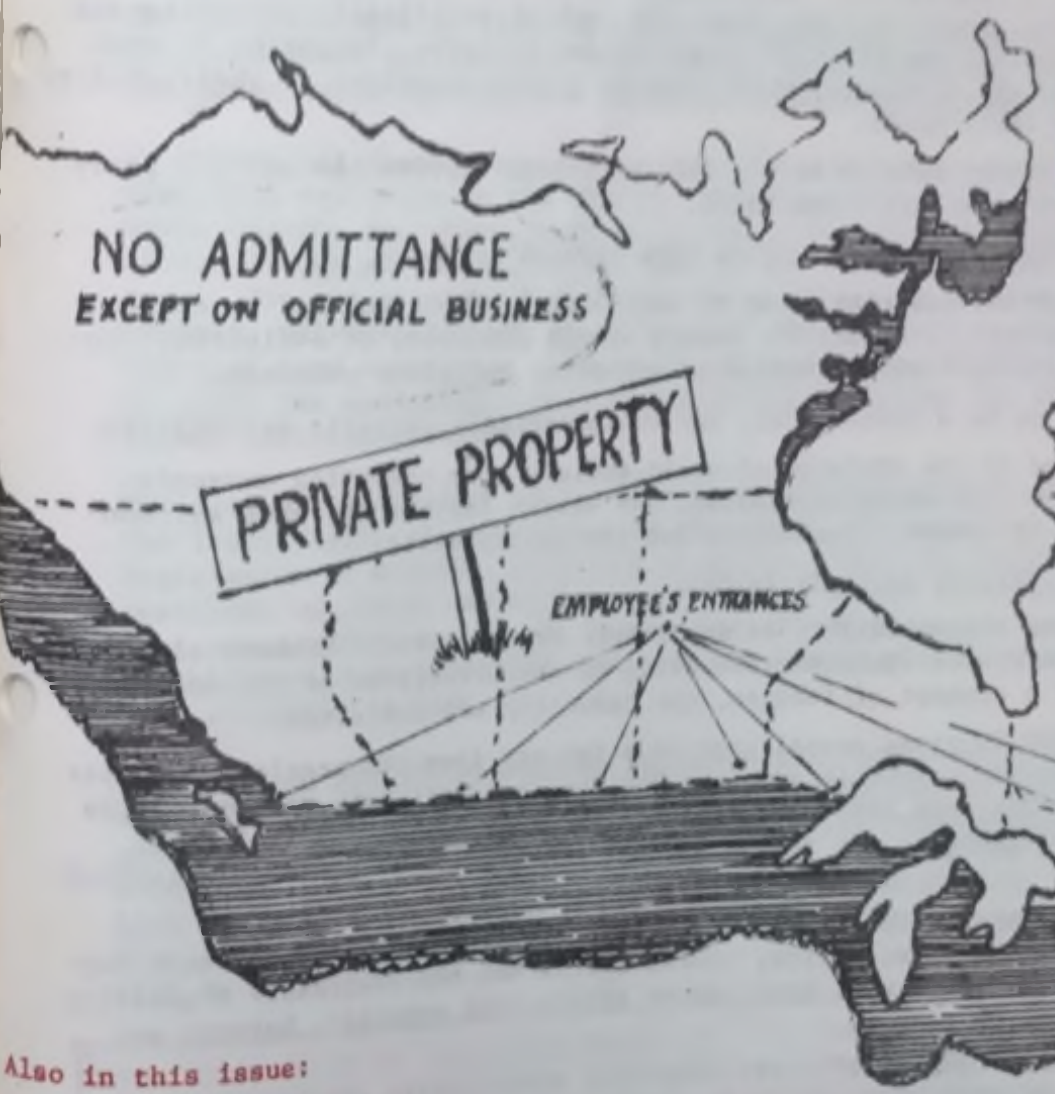 NO ADMITTANCE
EXCEPT ON OFFICIAL BUSINESS
PRIVATE PROPERTY
EMPLOYEE'S ENTRANCES
Also in this issue: